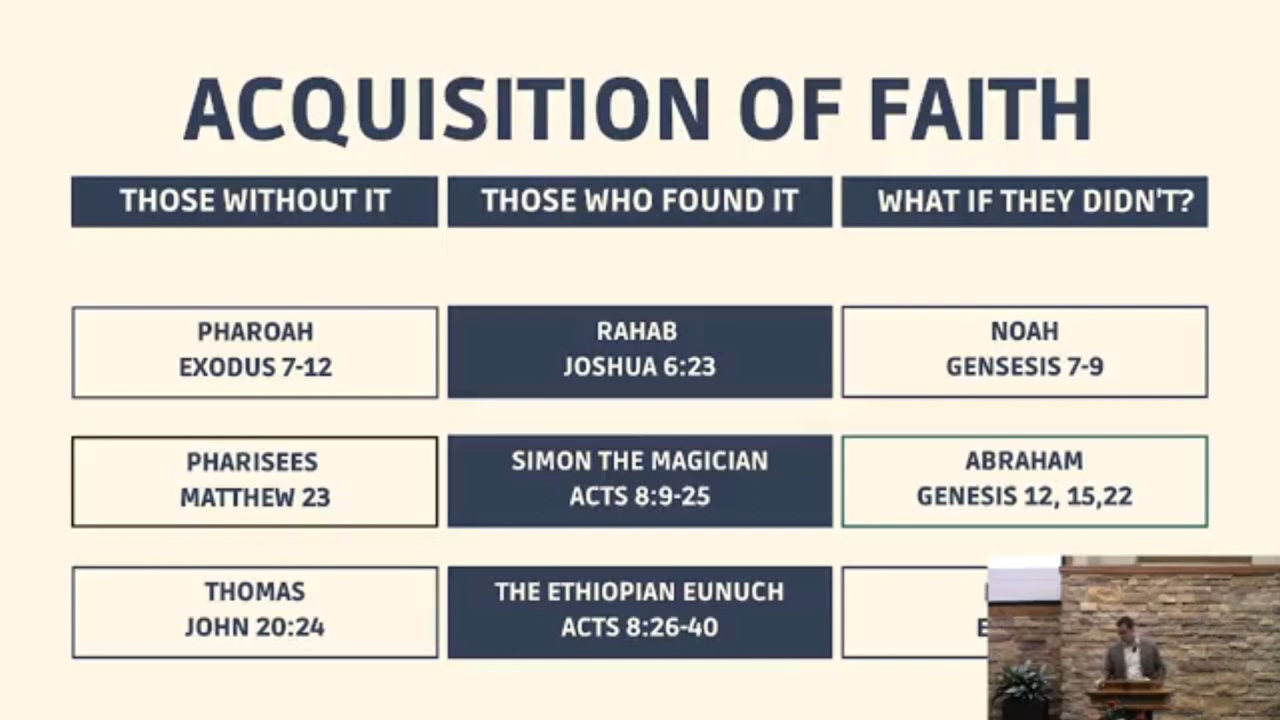 ACQUISITION OF FAITH
THOSE WITHOUT IT
THOSE WHO FOUND IT
WHAT IF THEY DIDN'T?
PHAROAH
EXODUS 7-12
RAHAB
JOSHUA 6:23
NOAH
GENSESIS 7-9
PHARISEES
MATTHEW 23
SIMON THE MAGICIAN
ACTS 8:9-25
ABRAHAM
GENESIS 12, 15,22
THOMAS
JOHN 20:24
THE ETHIOPIAN EUNUCH
ACTS 8:26-40